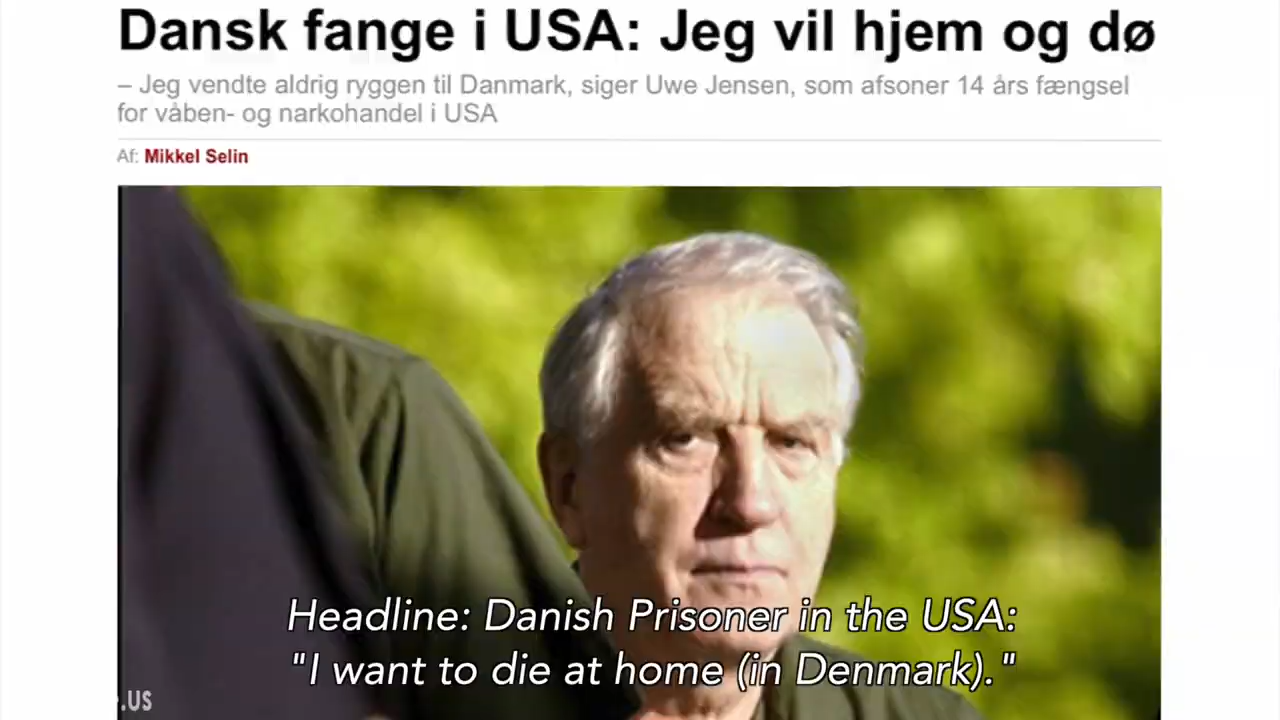 Dansk fange i USA: Jeg vil hjem og dø
– Jeg vendte aldrig ryggen til Danmark, siger Uwe Jensen, som afsoner 14 års fængsel
for våben- og narkohandel i USA
Af: Mikkel Selin
Headline: Danish Prisoner in the USA:
"I want to die at home (in Denmark)."
.US